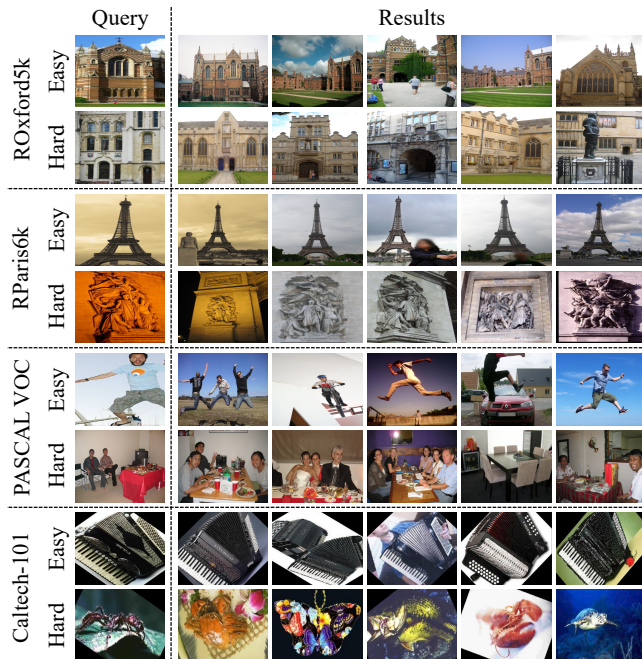 Query
Results
ROxford5k
Easy
Hard
RParis6k
Easy
Hard
PASCAL VOC
Easy
Hard
Caltech-101
Easy
Hard